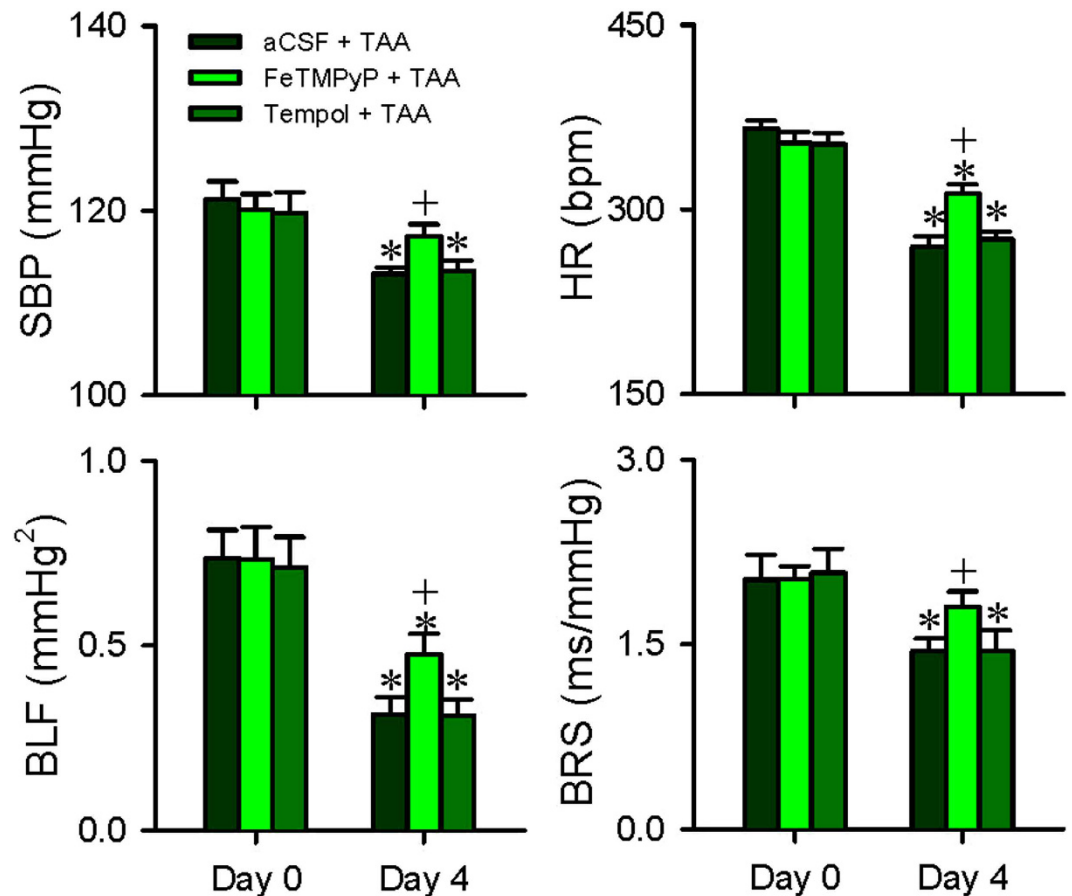 140
120
100
SBP (mmHg)
aCSF + TAA
FeTMPyP + TAA
Tempol + TAA
+
*
*
450
300
150
HR (bpm)
+
*
*
*
1.0
0.5
0.0
BLF (mmHg²)
+
*
*
*
Day 0
Day 4
3.0
1.5
0.0
BRS (ms/mmHg)
+
*
*
Day 0
Day 4